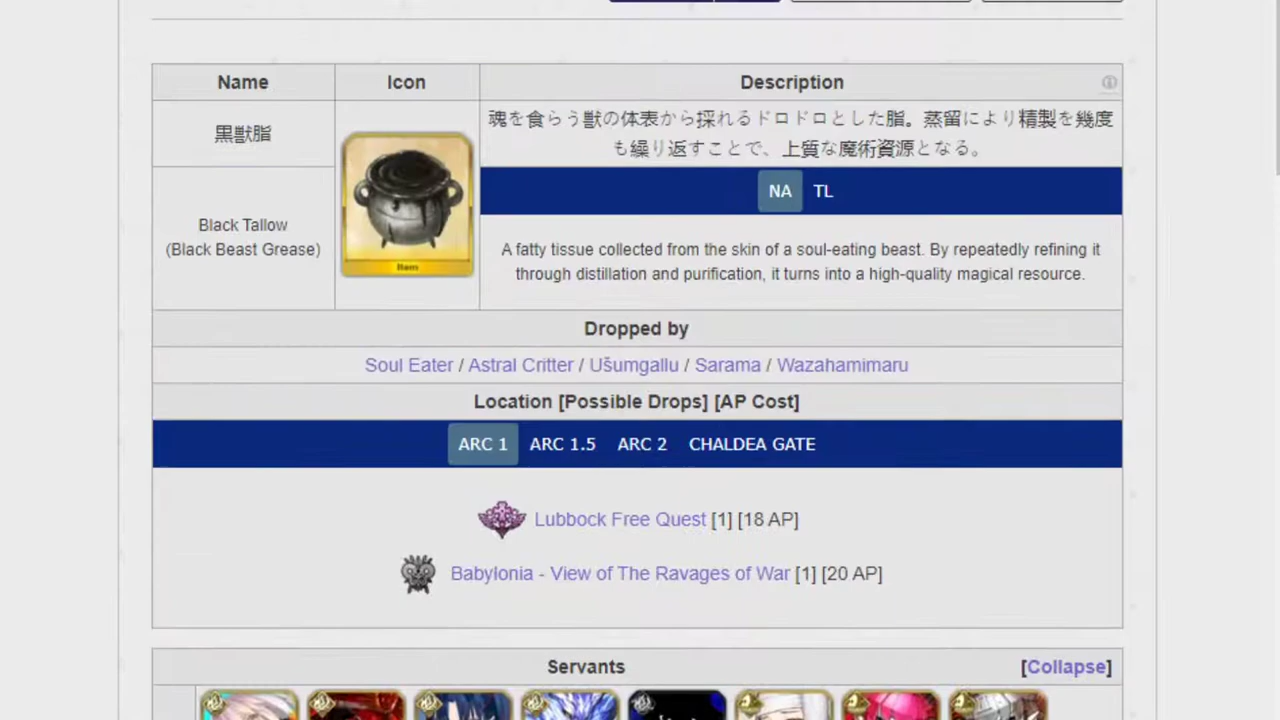 Name Icon Description
黒獣脂
魂を食らう獣の体表から採れるドロドロとした脂。蒸留により精製を幾度
も繰り返すことで、上質な魔術資源となる。
NA TL
Black Tallow
(Black Beast Grease)
Item
A fatty tissue collected from the skin of a soul-eating beast. By repeatedly refining it
through distillation and purification, it turns into a high-quality magical resource.
Dropped by
Soul Eater / Astral Critter / Ušumgallu / Sarama / Wazahamimaru
Location [Possible Drops] [AP Cost]
ARC 1 ARC 1.5 ARC 2 CHALDEA GATE
Lubbock Free Quest [1] [18 AP]
Babylonia - View of The Ravages of War [1] [20 AP]
Servants [Collapse]